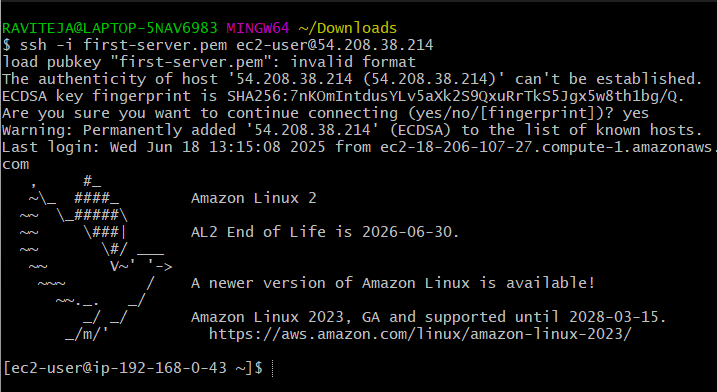 RAVITEJA@LAPTOP-5NAV6983 MINGW64 ~/Downloads
$ ssh -i first-server.pem ec2-user@54.208.38.214
load pubkey "first-server.pem": invalid format
The authenticity of host '54.208.38.214 (54.208.38.214)' can't be established.
ECDSA key fingerprint is SHA256:7nKOmIntdusYLv5aXk2S9QxuRrTkS5Jgx5w8th1bg/Q.
Are you sure you want to continue connecting (yes/no/[fingerprint])? yes
Warning: Permanently added '54.208.38.214' (ECDSA) to the list of known hosts.
Last login: Wed Jun 18 13:15:08 2025 from ec2-18-206-107-27.compute-1.amazonaws.
com
   ,     #_
   ~\_  ####_        Amazon Linux 2
  ~~  \_#####\
  ~~     \###|       AL2 End of Life is 2026-06-30.
  ~~       \#/ ___
   ~~       V~' '->
    ~~~         /    A newer version of Amazon Linux is available!
      ~~._.   _/
         _/ _/       Amazon Linux 2023, GA and supported until 2028-03-15.
       _/m/'           https://aws.amazon.com/linux/amazon-linux-2023/
[ec2-user@ip-192-168-0-43 ~]$